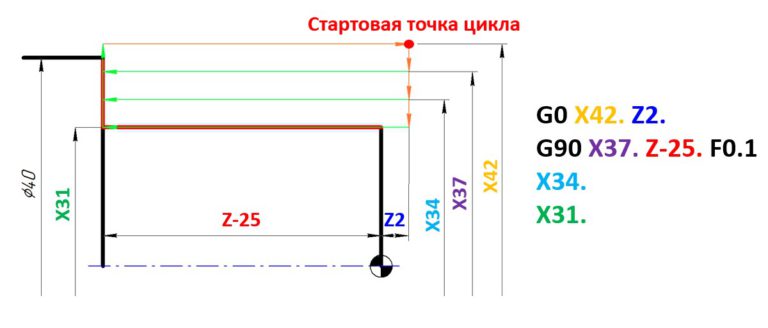 Стартовая точка цикла
G0 X42. Z2.
G90 X37. Z-25. F0.1
X34.
X31.
⌀40
X31
Z-25
Z2
X34
X37
X42